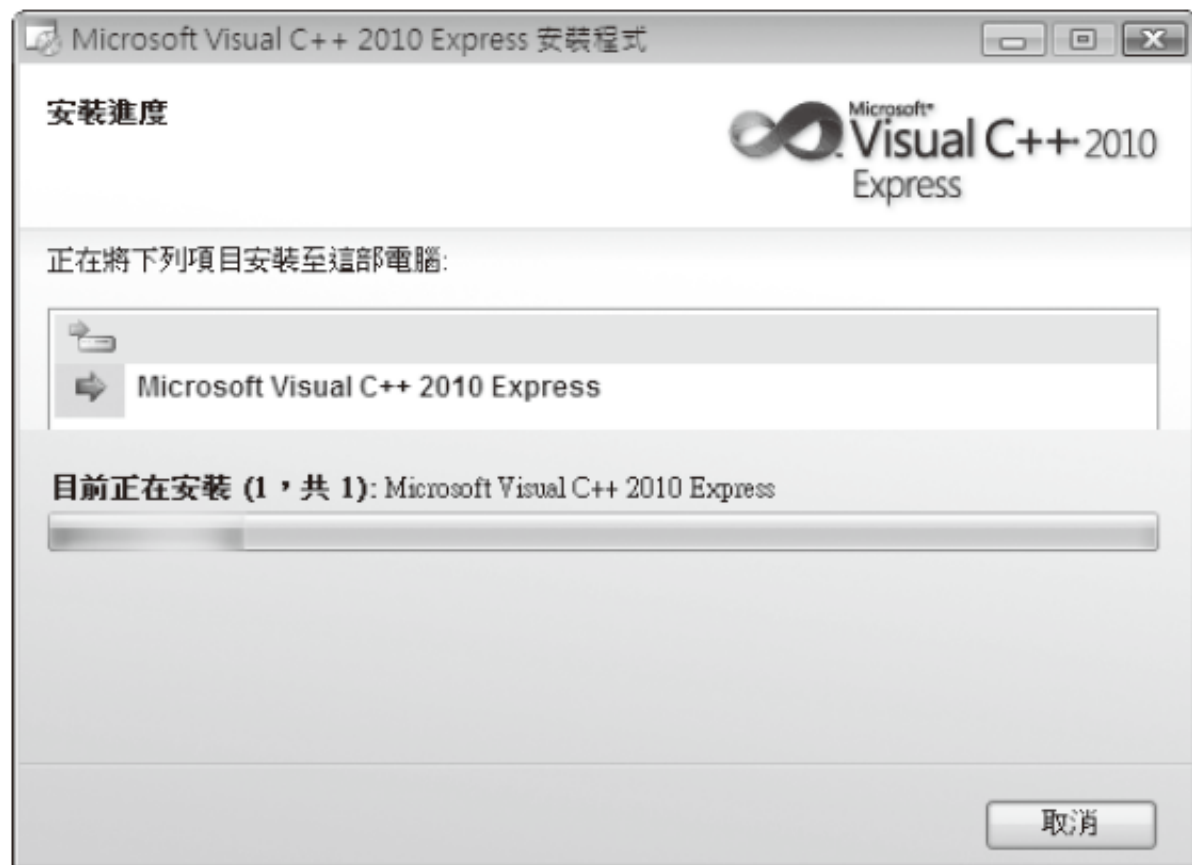 Microsoft Visual C++ 2010 Express 安裝程式
安裝進度
Microsoft®
Visual C++ 2010
Express
正在將下列項目安裝至這部電腦:
Microsoft Visual C++ 2010 Express
目前正在安裝 (1,共 1): Microsoft Visual C++ 2010 Express
取消